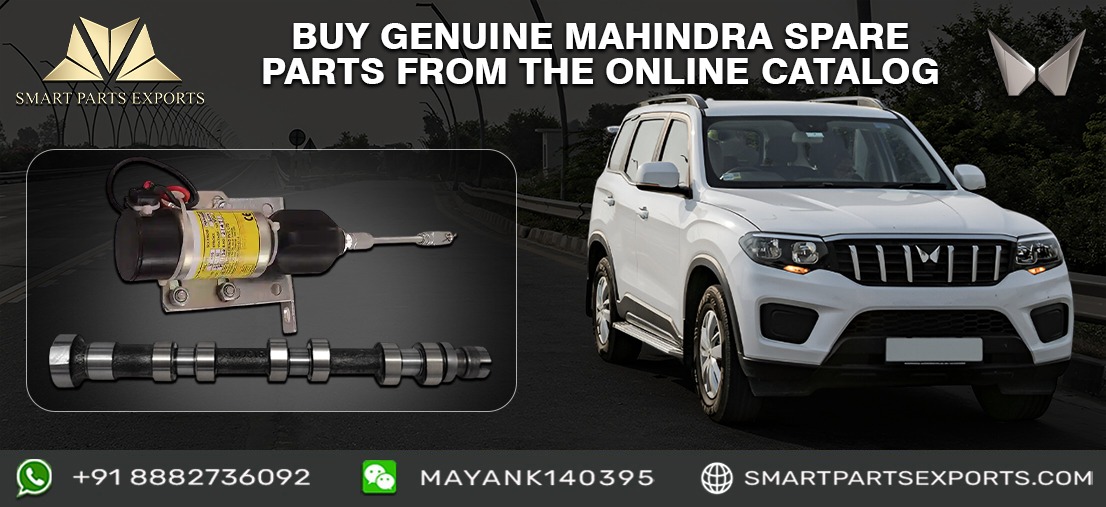 BUY GENUINE MAHINDRA SPARE
PARTS FROM THE ONLINE CATALOG
SMART PARTS EXPORTS
+91 8882736092
MAYANK140395
SMARTPARTSEXPORTS.COM